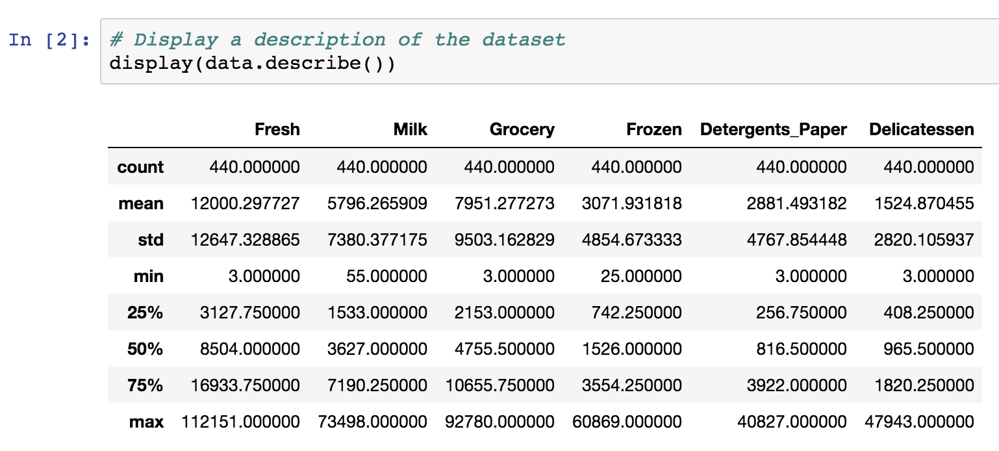 In [2]: # Display a description of the dataset
display(data.describe())
Fresh Milk Grocery Frozen Detergents_Paper Delicatessen
count 440.000000 440.000000 440.000000 440.000000 440.000000 440.000000
mean 12000.297727 5796.265909 7951.277273 3071.931818 2881.493182 1524.870455
std 12647.328865 7380.377175 9503.162829 4854.673333 4767.854448 2820.105937
min 3.000000 55.000000 3.000000 25.000000 3.000000 3.000000
25% 3127.750000 1533.000000 2153.000000 742.250000 256.750000 408.250000
50% 8504.000000 3627.000000 4755.500000 1526.000000 816.500000 965.500000
75% 16933.750000 7190.250000 10655.750000 3554.250000 3922.000000 1820.250000
max 112151.000000 73498.000000 92780.000000 60869.000000 40827.000000 47943.000000